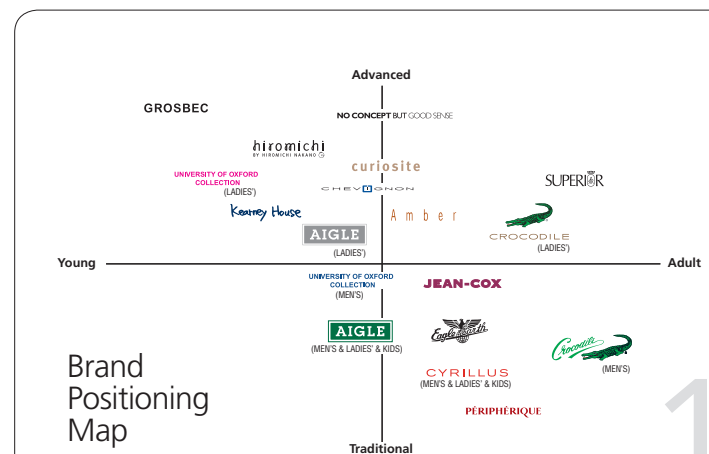 Advanced
GROSBEC
NO CONCEPT BUT GOOD SENSE
hiromichi
BY HIROMICHI NAKANO
curiosite
UNIVERSITY OF OXFORD
COLLECTION
(LADIES')
CHEVIGNON
SUPERIOR
Kearney House
Amber
AIGLE
(LADIES')
CROCODILE
(LADIES')
Young
Adult
UNIVERSITY OF OXFORD
COLLECTION
(MEN'S)
JEAN-COX
AIGLE
(MEN'S & LADIES' & KIDS)
Crocodile
(MEN'S)
CYRILLUS
(MEN'S & LADIES' & KIDS)
PÉRIPHÉRIQUE
Brand
Positioning
Map
Traditional
1